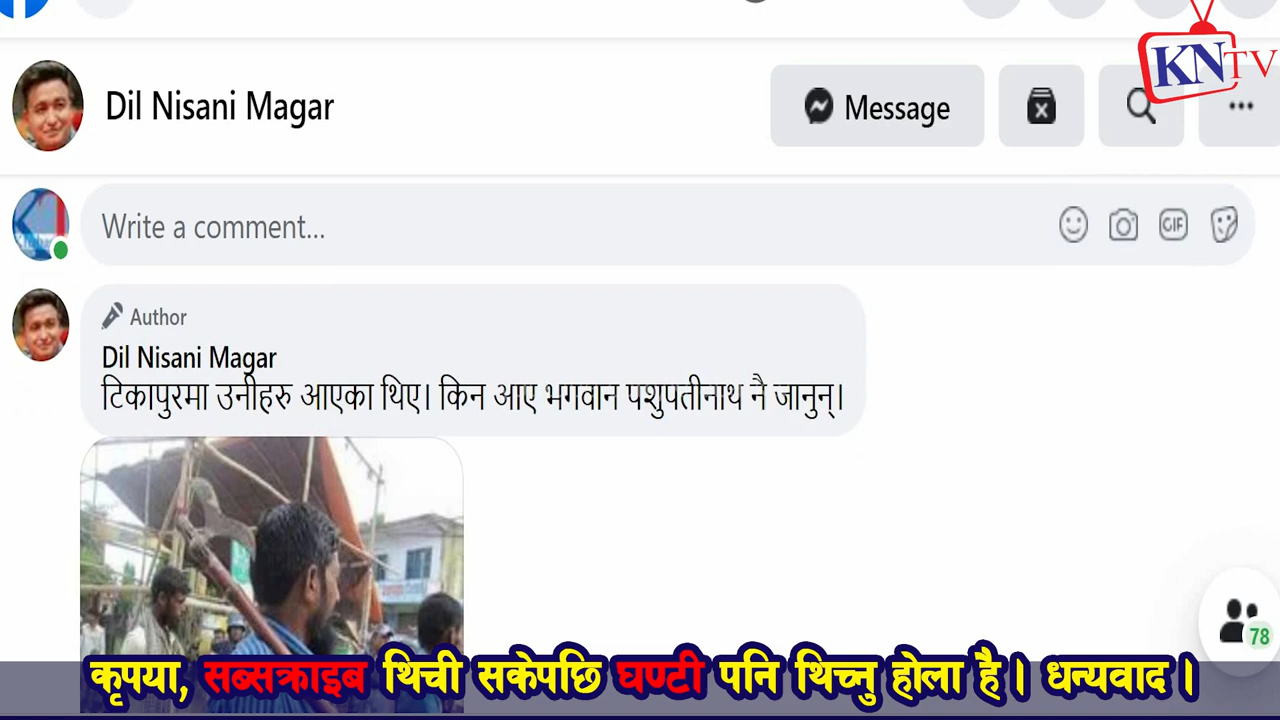 KNTV
Dil Nisani Magar
Message
Write a comment...
GIF
Author
Dil Nisani Magar
टिकापुरमा उनीहरु आएका थिए। किन आए भगवान पशुपतीनाथ नै जानुन्।
78
कृपया, सब्सक्राइब थिची सकेपछि घण्टी पनि थिच्नु होला है। धन्यवाद।